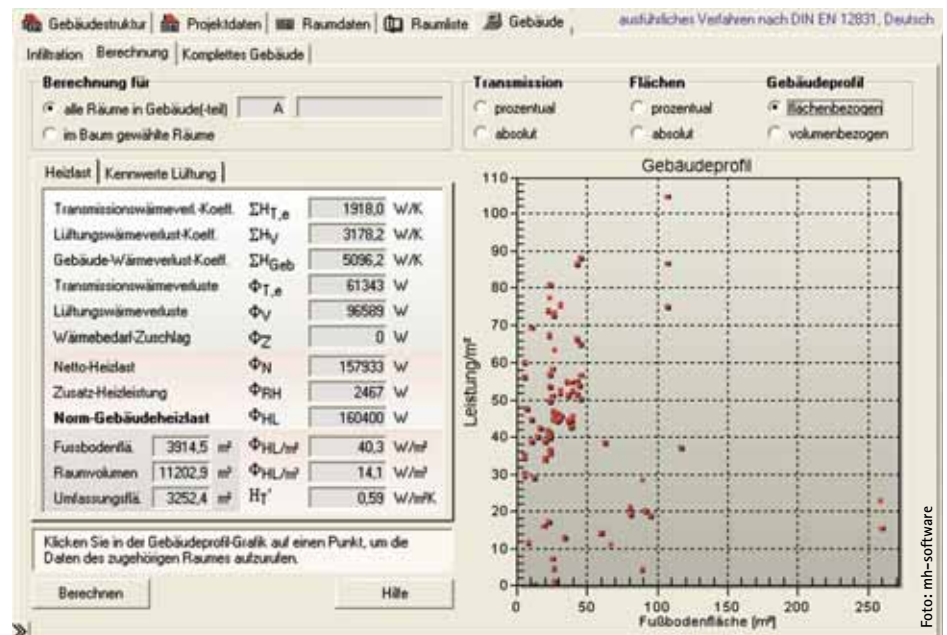 Gebäudestruktur Projektdaten Raumdaten Raumliste Gebäude
ausführliches Verfahren nach DIN EN 12831, Deutsch
Infiltration Berechnung Komplettes Gebäude
Berechnung für
alle Räume in Gebäude(-teil) A
im Baum gewählte Räume
Transmission
prozentual
absolut
Flächen
prozentual
absolut
Gebäudeprofil
flächenbezogen
volumenbezogen
Heizlast Kennwerte Lüftung
Transmissionswärmeverl.-Koeff. ΣHT,e 1918,0 W/K
Lüftungswärmeverlust-Koeff. ΣHV 3178,2 W/K
Gebäude-Wärmeverlust-Koeff. ΣHGeb 5096,2 W/K
Transmissionswärmeverluste ΦT,e 61343 W
Lüftungswärmeverluste ΦV 96589 W
Wärmebedarf-Zuschlag ΦZ 0 W
Netto-Heizlast ΦN 157933 W
Zusatz-Heizleistung ΦRH 2467 W
Norm-Gebäudeheizlast ΦHL 160400 W
Fussbodenflä. 3914,5 m² ΦHL/m² 40,3 W/m²
Raumvolumen 11202,9 m³ ΦHL/m³ 14,1 W/m³
Umfassungsflä. 3252,4 m² HT' 0,59 W/m²K
Klicken Sie in der Gebäudeprofil-Grafik auf einen Punkt, um die
Daten des zugehörigen Raumes aufzurufen.
Berechnen Hilfe
Gebäudeprofil
Leistung/m²
110
100
90
80
70
60
50
40
30
20
10
0
0 50 100 150 200 250
Fußbodenfläche [m²]
Foto: mh-software